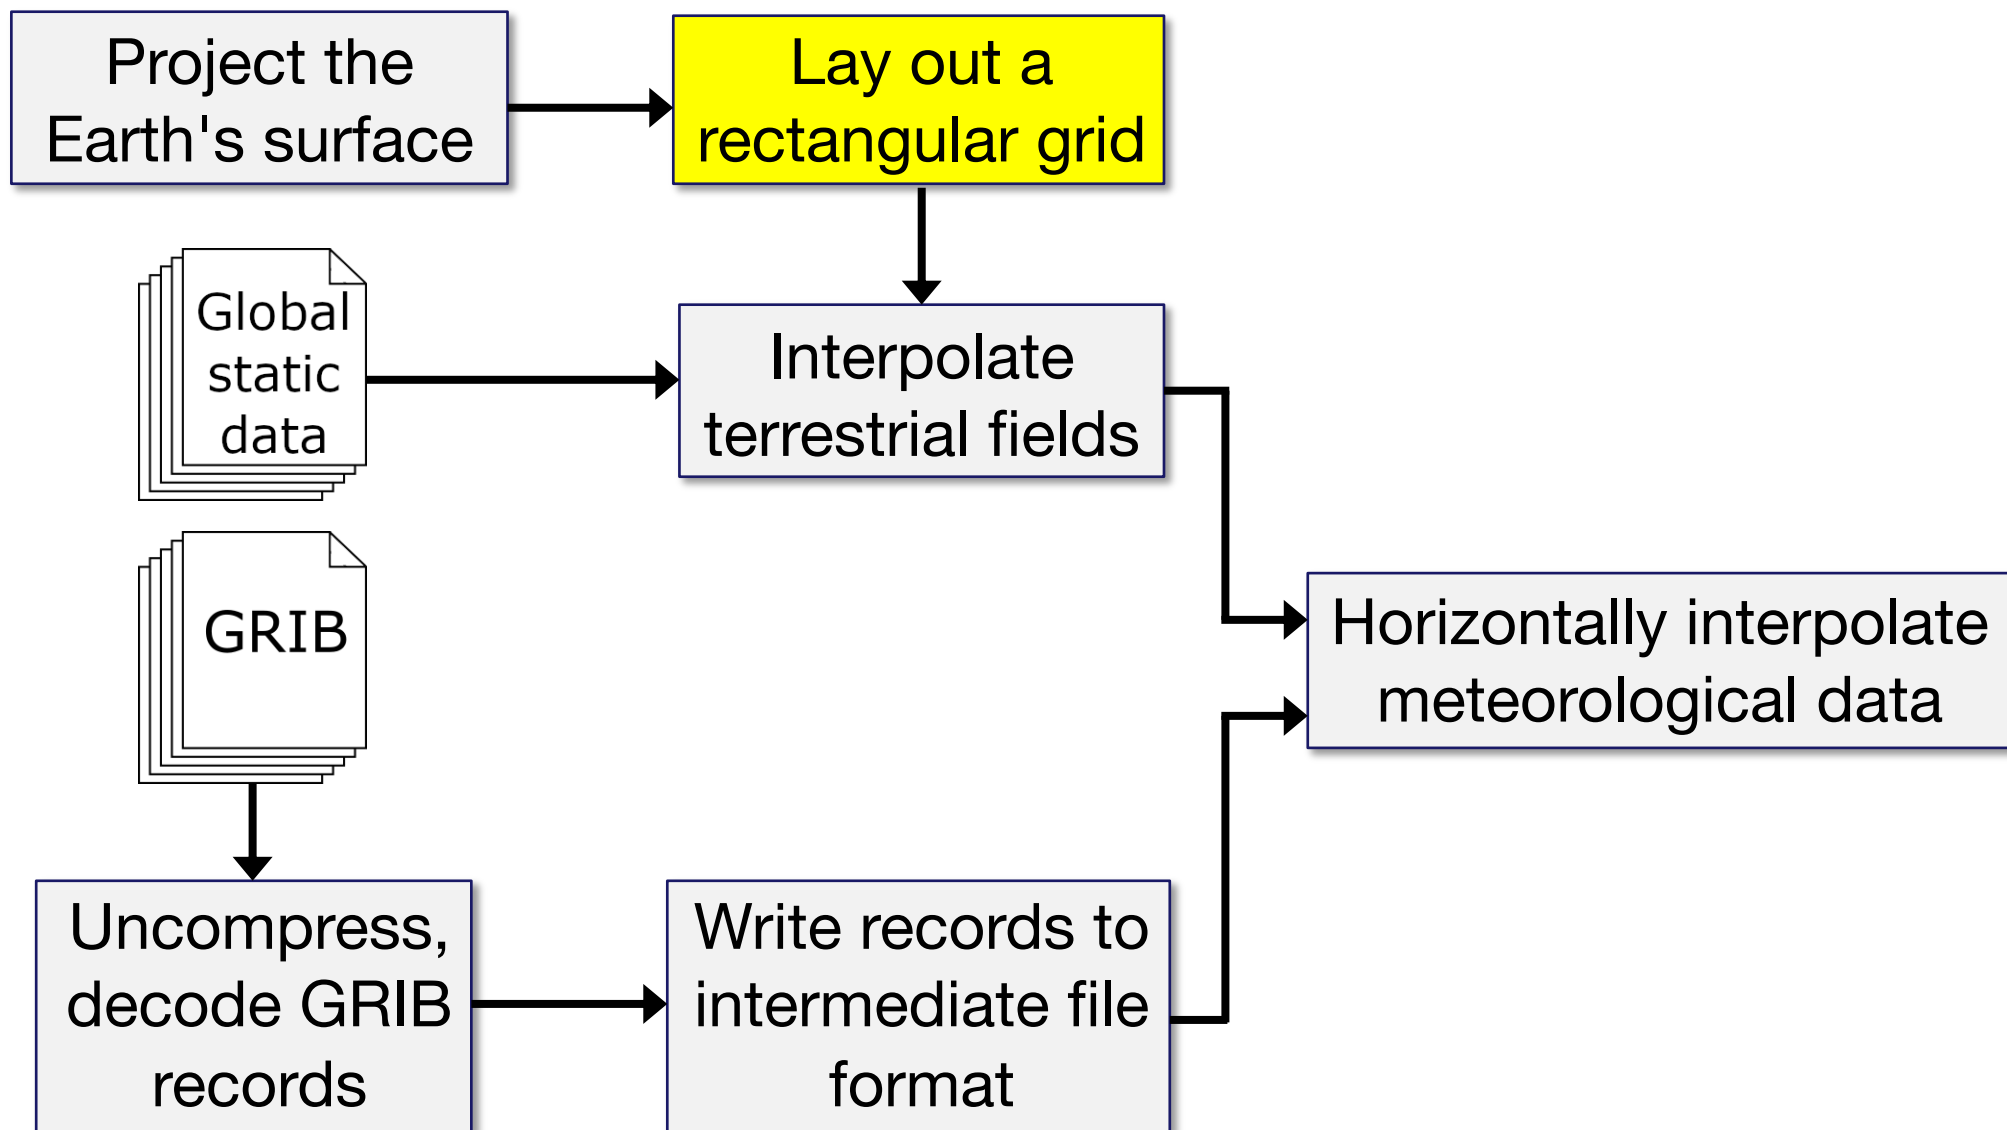 Project the
Earth's surface
Lay out a
rectangular grid
Global
static
data
Interpolate
terrestrial fields
GRIB
Horizontally interpolate
meteorological data
Uncompress,
decode GRIB
records
Write records to
intermediate file
format